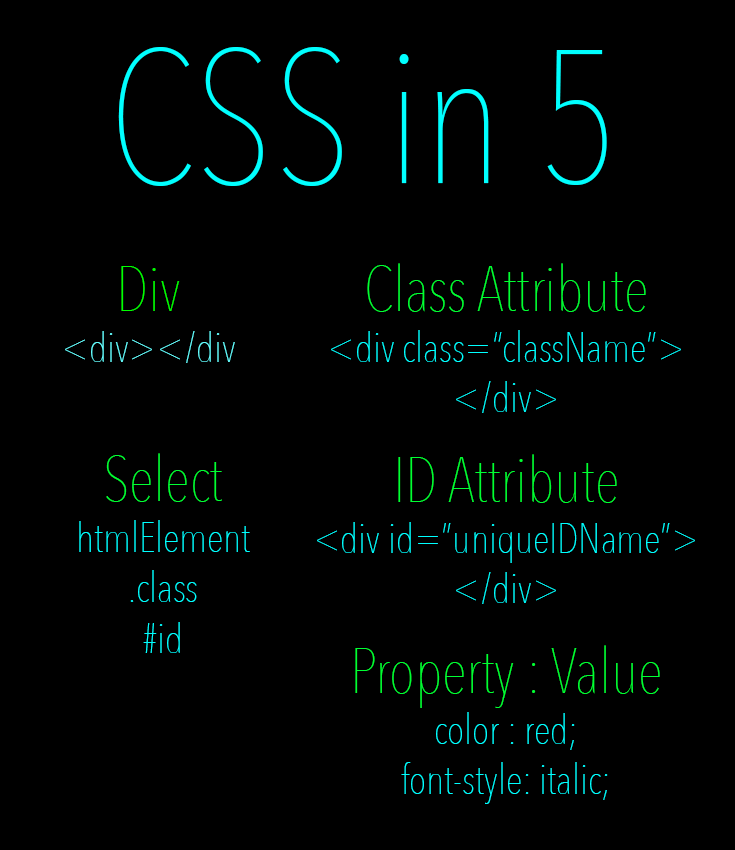 CSS in 5
Div
<div></div
Class Attribute
<div class=“className”>
</div>
Select
htmlElement
.class
#id
ID Attribute
<div id=“uniqueIDName”>
</div>
Property : Value
color : red;
font-style: italic;